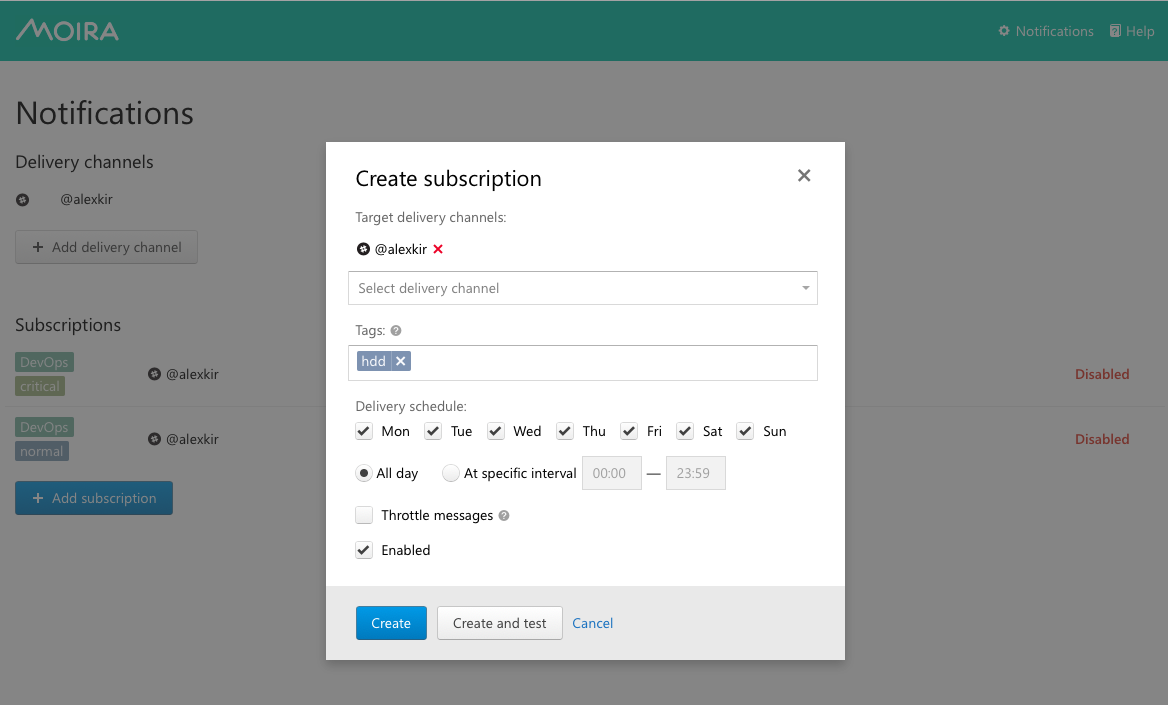 MOIRA
Notifications Help
Notifications
Delivery channels
@alexkir
+ Add delivery channel
Subscriptions
DevOps
critical
@alexkir
Disabled
DevOps
normal
@alexkir
Disabled
+ Add subscription
Create subscription
Target delivery channels:
@alexkir
Select delivery channel
Tags:
hdd
Delivery schedule:
Mon Tue Wed Thu Fri Sat Sun
All day At specific interval 00:00 — 23:59
Throttle messages
Enabled
Create Create and test Cancel